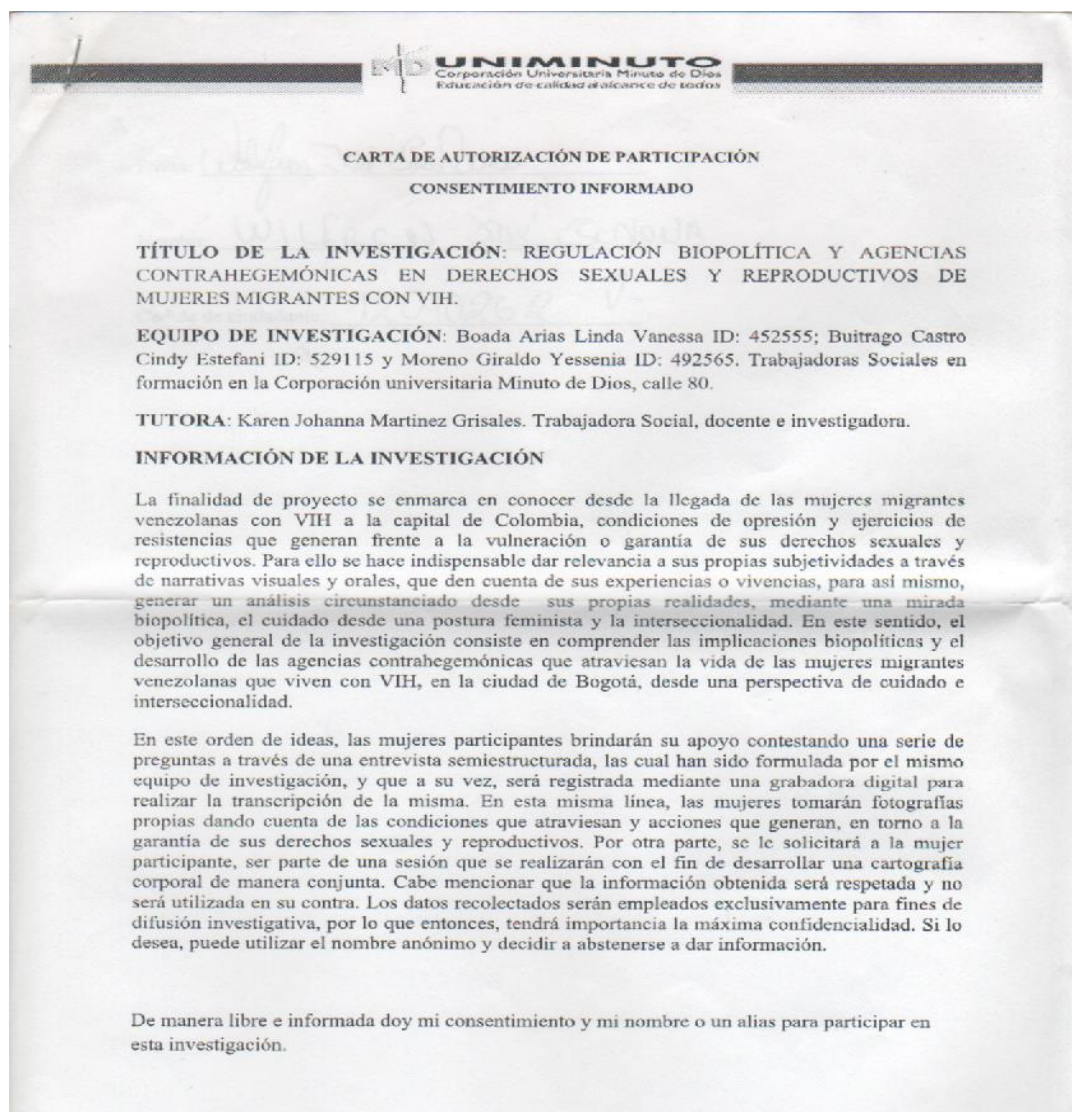 UNIMINUTO
Corporación Universitaria Minuto de Dios
Educación de calidad al alcance de todos
CARTA DE AUTORIZACIÓN DE PARTICIPACIÓN
CONSENTIMIENTO INFORMADO
TÍTULO DE LA INVESTIGACIÓN: REGULACIÓN BIOPOLÍTICA Y AGENCIAS
CONTRAHEGEMÓNICAS EN DERECHOS SEXUALES Y REPRODUCTIVOS DE
MUJERES MIGRANTES CON VIH.
EQUIPO DE INVESTIGACIÓN: Boada Arias Linda Vanessa ID: 452555; Buitrago Castro
Cindy Estefani ID: 529115 y Moreno Giraldo Yessenia ID: 492565. Trabajadoras Sociales en
formación en la Corporación universitaria Minuto de Dios, calle 80.
TUTORA: Karen Johanna Martinez Grisales. Trabajadora Social, docente e investigadora.
INFORMACIÓN DE LA INVESTIGACIÓN
La finalidad de proyecto se enmarca en conocer desde la llegada de las mujeres migrantes
venezolanas con VIH a la capital de Colombia, condiciones de opresión y ejercicios de
resistencias que generan frente a la vulneración o garantía de sus derechos sexuales y
reproductivos. Para ello se hace indispensable dar relevancia a sus propias subjetividades a través
de narrativas visuales y orales, que den cuenta de sus experiencias o vivencias, para así mismo,
generar un análisis circunstanciado desde sus propias realidades, mediante una mirada
biopolítica, el cuidado desde una postura feminista y la interseccionalidad. En este sentido, el
objetivo general de la investigación consiste en comprender las implicaciones biopolíticas y el
desarrollo de las agencias contrahegemónicas que atraviesan la vida de las mujeres migrantes
venezolanas que viven con VIH, en la ciudad de Bogotá, desde una perspectiva de cuidado e
interseccionalidad.
En este orden de ideas, las mujeres participantes brindarán su apoyo contestando una serie de
preguntas a través de una entrevista semiestructurada, las cual han sido formulada por el mismo
equipo de investigación, y que a su vez, será registrada mediante una grabadora digital para
realizar la transcripción de la misma. En esta misma línea, las mujeres tomarán fotografías
propias dando cuenta de las condiciones que atraviesan y acciones que generan, en torno a la
garantía de sus derechos sexuales y reproductivos. Por otra parte, se le solicitará a la mujer
participante, ser parte de una sesión que se realizarán con el fin de desarrollar una cartografía
corporal de manera conjunta. Cabe mencionar que la información obtenida será respetada y no
será utilizada en su contra. Los datos recolectados serán empleados exclusivamente para fines de
difusión investigativa, por lo que entonces, tendrá importancia la máxima confidencialidad. Si lo
desea, puede utilizar el nombre anónimo y decidir a abstenerse a dar información.
De manera libre e informada doy mi consentimiento y mi nombre o un alias para participar en
esta investigación.